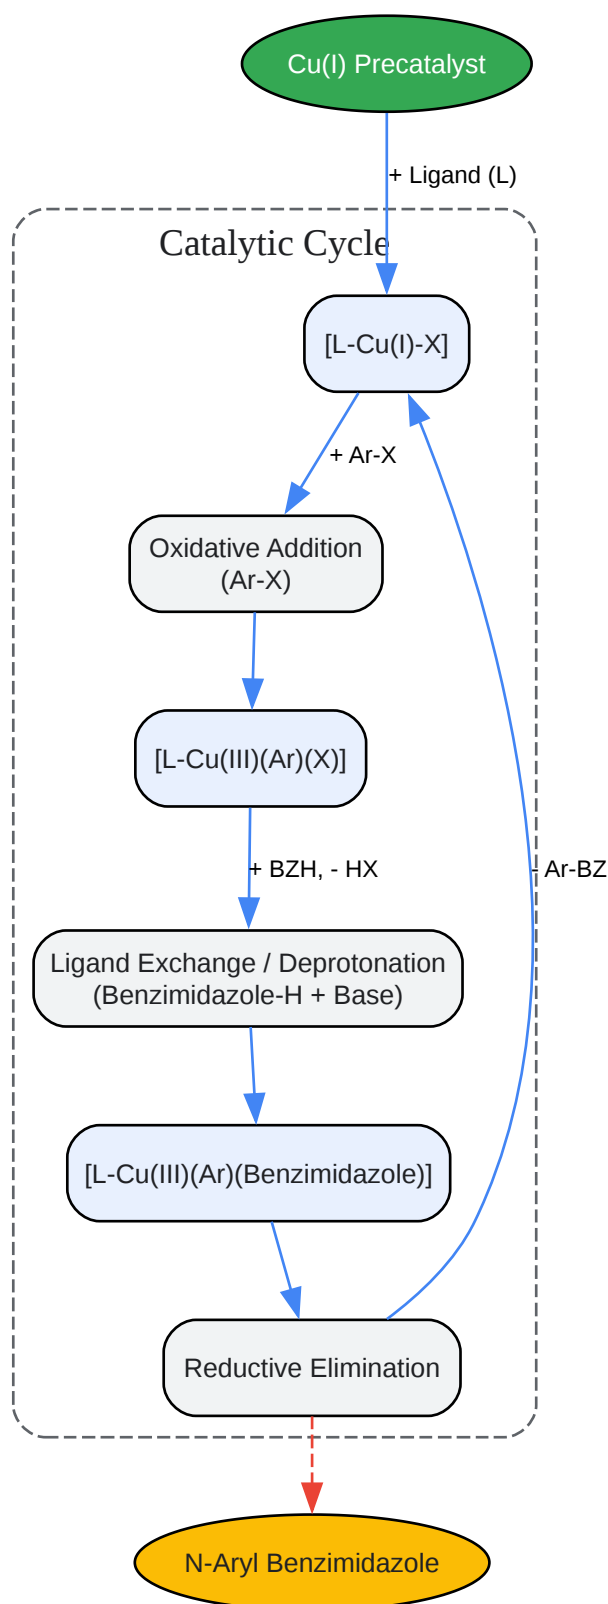 Cu(I) Precatalyst
+ Ligand (L)
Catalytic Cycle
[L-Cu(I)-X]
+ Ar-X
Oxidative Addition
(Ar-X)
[L-Cu(III)(Ar)(X)]
+ BZH, - HX
- Ar-BZ
Ligand Exchange / Deprotonation
(Benzimidazole-H + Base)
[L-Cu(III)(Ar)(Benzimidazole)]
Reductive Elimination
N-Aryl Benzimidazole